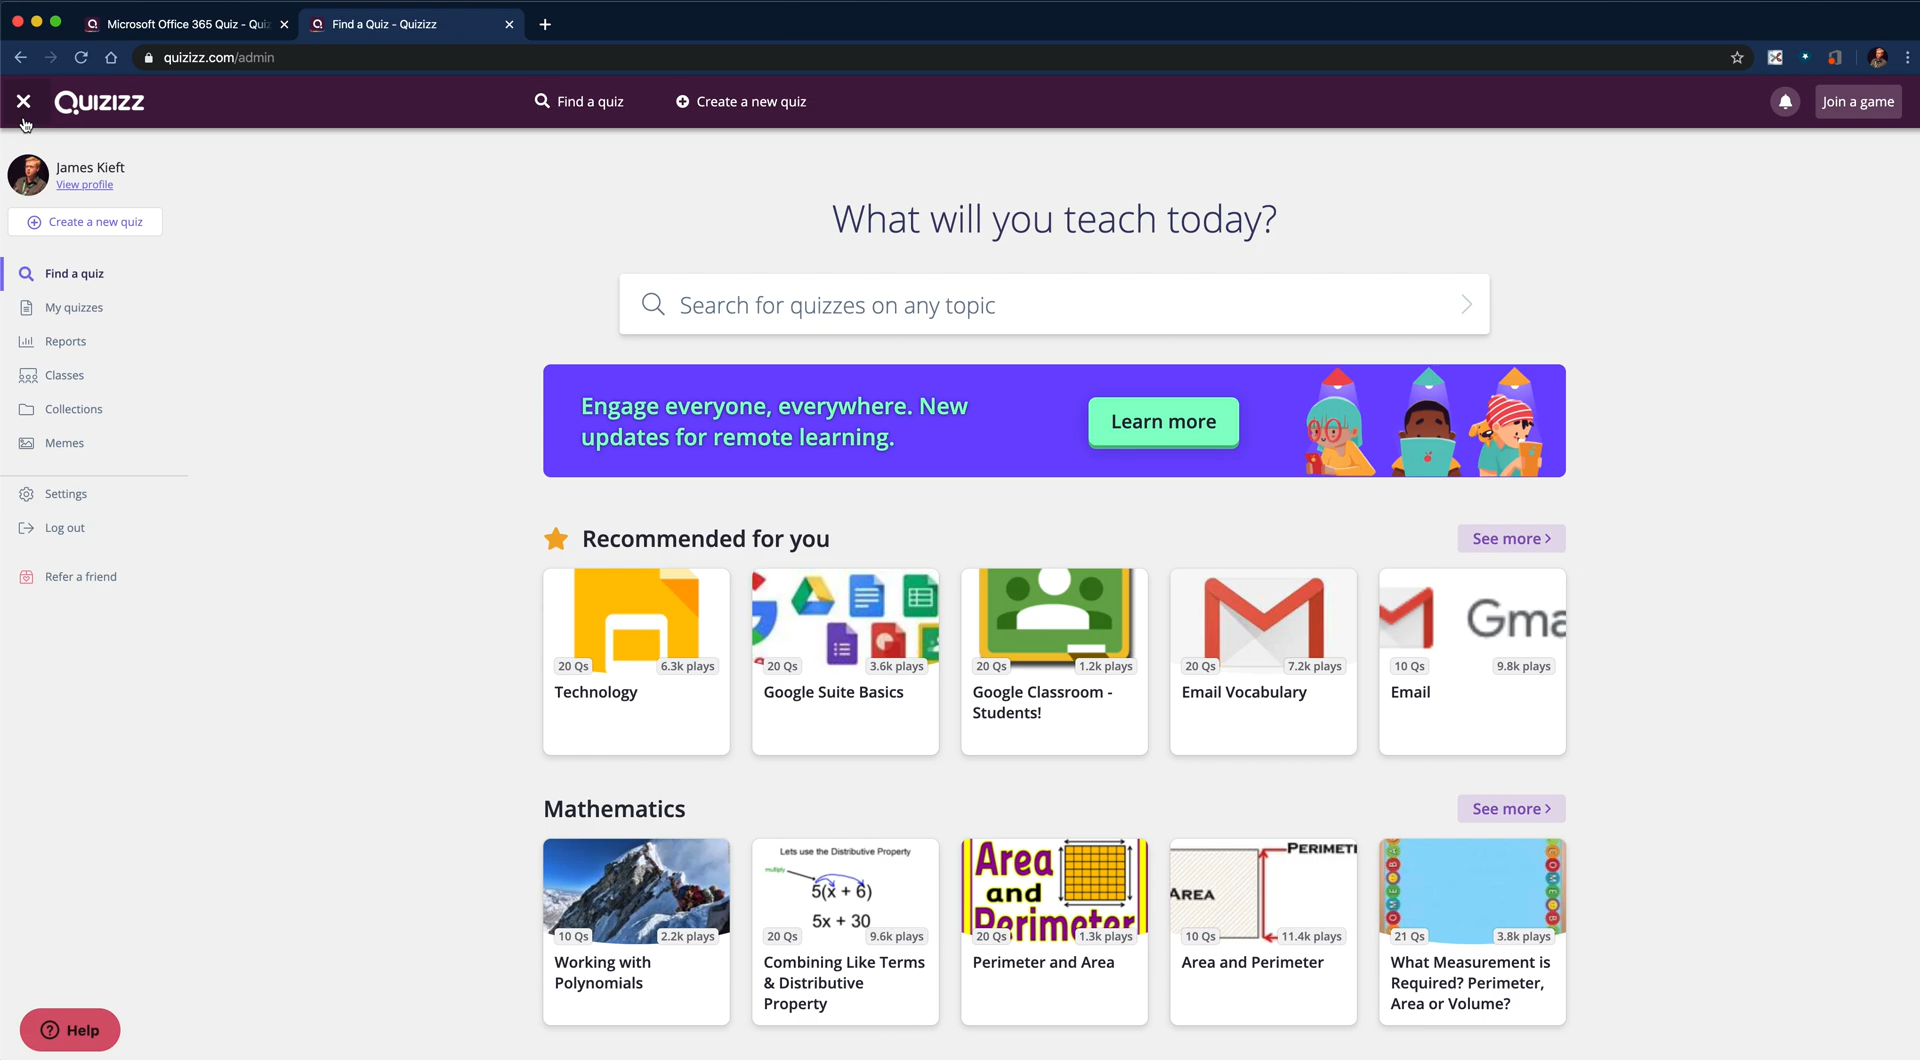 Microsoft Office 365 Quiz - Quiz
Find a Quiz - Quizizz
quizizz.com/admin
Quizizz
Find a quiz
Create a new quiz
Join a game
James Kieft
View profile
Create a new quiz
Find a quiz
My quizzes
Reports
Classes
Collections
Memes
Settings
Log out
Refer a friend
Help
What will you teach today?
Search for quizzes on any topic
Engage everyone, everywhere. New
updates for remote learning.
Learn more
Recommended for you
See more >
20 Qs
6.3k plays
Technology
20 Qs
3.6k plays
Google Suite Basics
20 Qs
1.2k plays
Google Classroom -
Students!
20 Qs
7.2k plays
Email Vocabulary
Gma
10 Qs
9.8k plays
Email
Mathematics
See more >
10 Qs
2.2k plays
Working with
Polynomials
Lets use the Distributive Property
multiply
5(x + 6)
5x + 30
20 Qs
9.6k plays
Combining Like Terms
& Distributive
Property
Area
and
Perimeter
20 Qs
1.3k plays
Perimeter and Area
PERIMETE
AREA
10 Qs
11.4k plays
Area and Perimeter
21 Qs
3.8k plays
What Measurement is
Required? Perimeter,
Area or Volume?